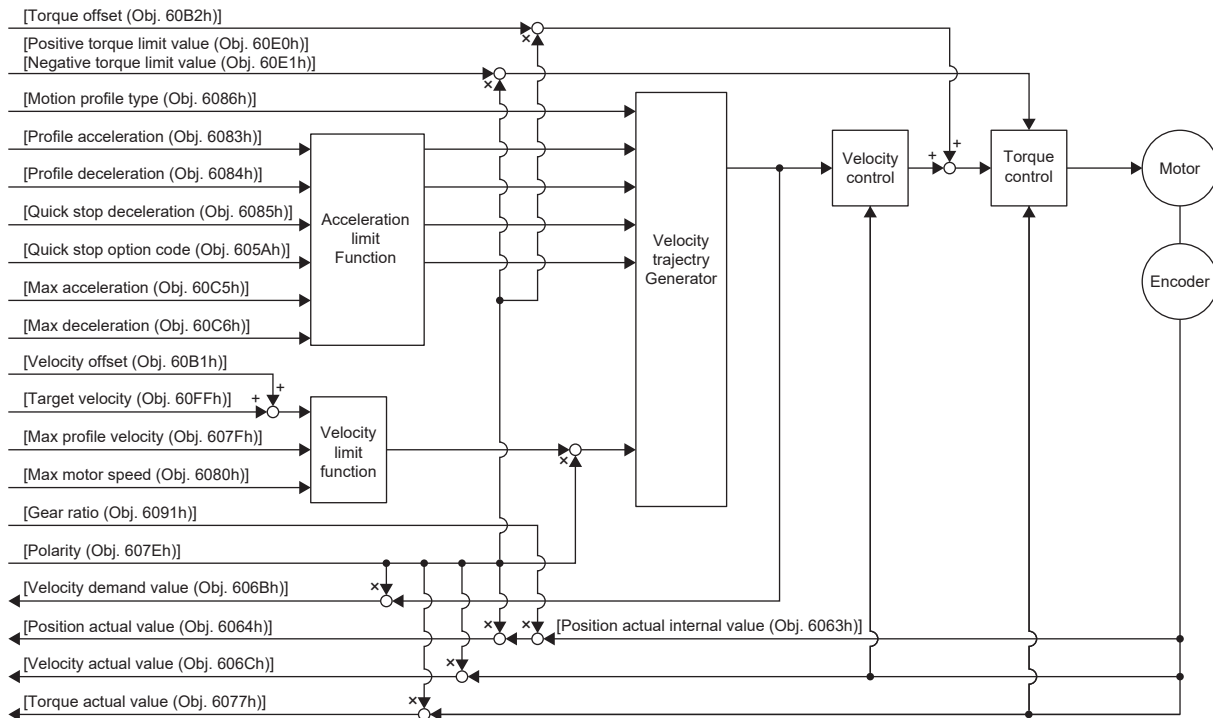 [Torque offset (Obj. 60B2h)]
[Positive torque limit value (Obj. 60E0h)]
[Negative torque limit value (Obj. 60E1h)]
[Motion profile type (Obj. 6086h)]
[Profile acceleration (Obj. 6083h)]
[Profile deceleration (Obj. 6084h)]
[Quick stop deceleration (Obj. 6085h)]
[Quick stop option code (Obj. 605Ah)]
[Max acceleration (Obj. 60C5h)]
[Max deceleration (Obj. 60C6h)]
[Velocity offset (Obj. 60B1h)]
[Target velocity (Obj. 60FFh)]
[Max profile velocity (Obj. 607Fh)]
[Max motor speed (Obj. 6080h)]
[Gear ratio (Obj. 6091h)]
[Polarity (Obj. 607Eh)]
[Velocity demand value (Obj. 606Bh)]
[Position actual value (Obj. 6064h)]
[Velocity actual value (Obj. 606Ch)]
[Torque actual value (Obj. 6077h)]
Acceleration
limit
Function
Velocity
limit
function
Velocity
trajectry
Generator
[Position actual internal value (Obj. 6063h)]
Velocity
control
Torque
control
Motor
Encoder
×
×
+
+
×
+
+
×
×
×
×
×